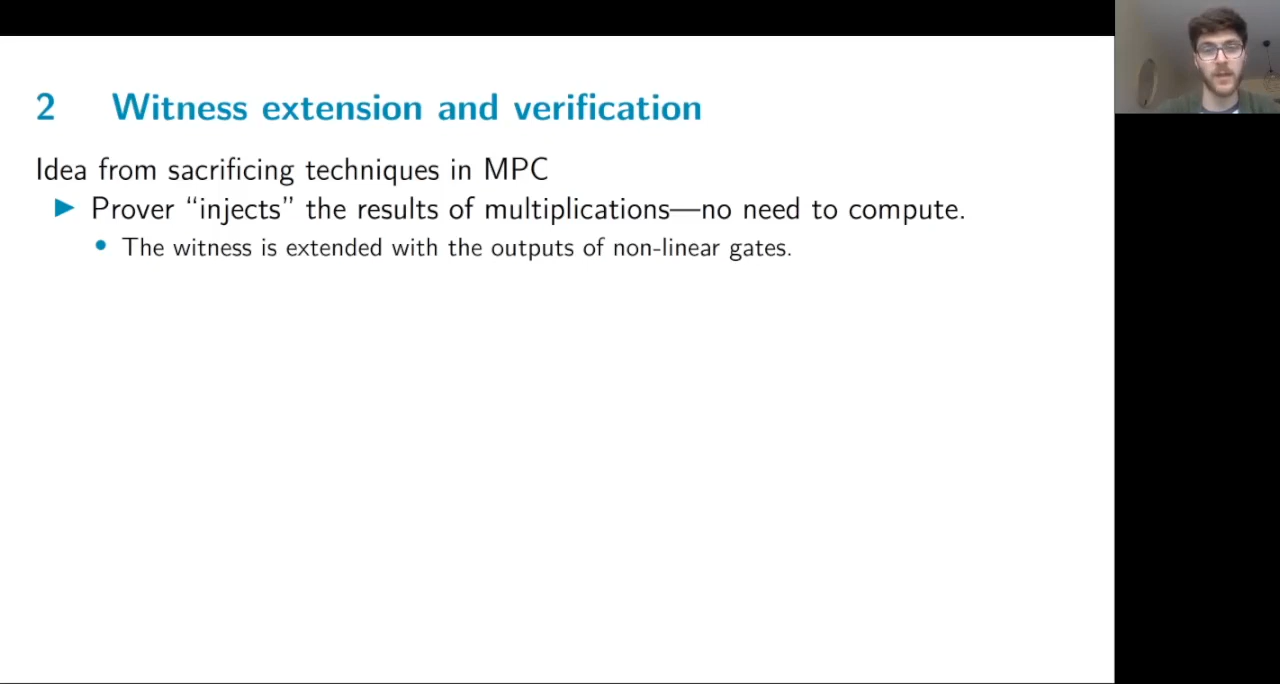 2 Witness extension and verification
Idea from sacrificing techniques in MPC
▶ Prover “injects” the results of multiplications—no need to compute.
• The witness is extended with the outputs of non-linear gates.